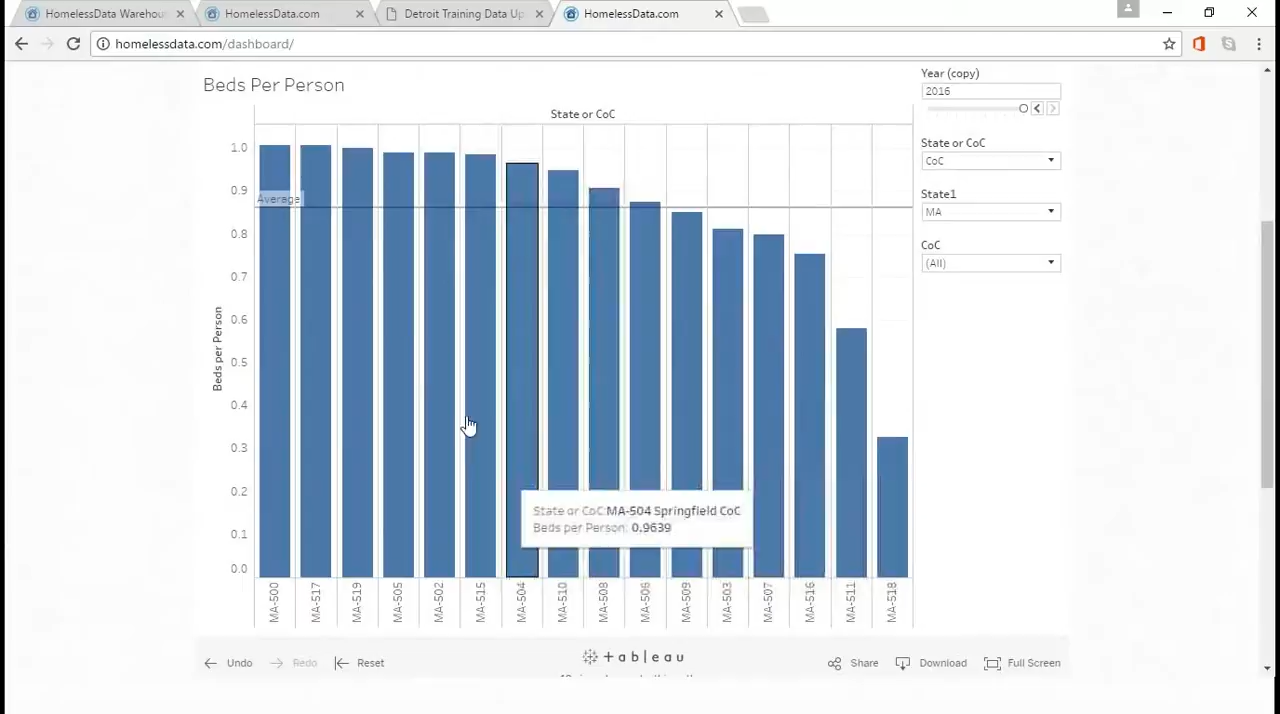 HomelessData Warehou
HomelessData.com
Detroit Training Data Up
HomelessData.com
homelessdata.com/dashboard/
Beds Per Person
State or CoC
1.0
0.9
Average
0.8
0.7
0.6
0.5
0.4
0.3
0.2
0.1
0.0
Beds per Person
State or CoC:MA-504 Springfield CoC
Beds per Person: 0.9639
MA-500
MA-517
MA-519
MA-505
MA-502
MA-515
MA-504
MA-510
MA-508
MA-506
MA-509
MA-503
MA-507
MA-516
MA-511
MA-518
Year (copy)
2016
State or CoC
CoC
State1
MA
CoC
(All)
Undo
Redo
Reset
+ableau
Share
Download
Full Screen